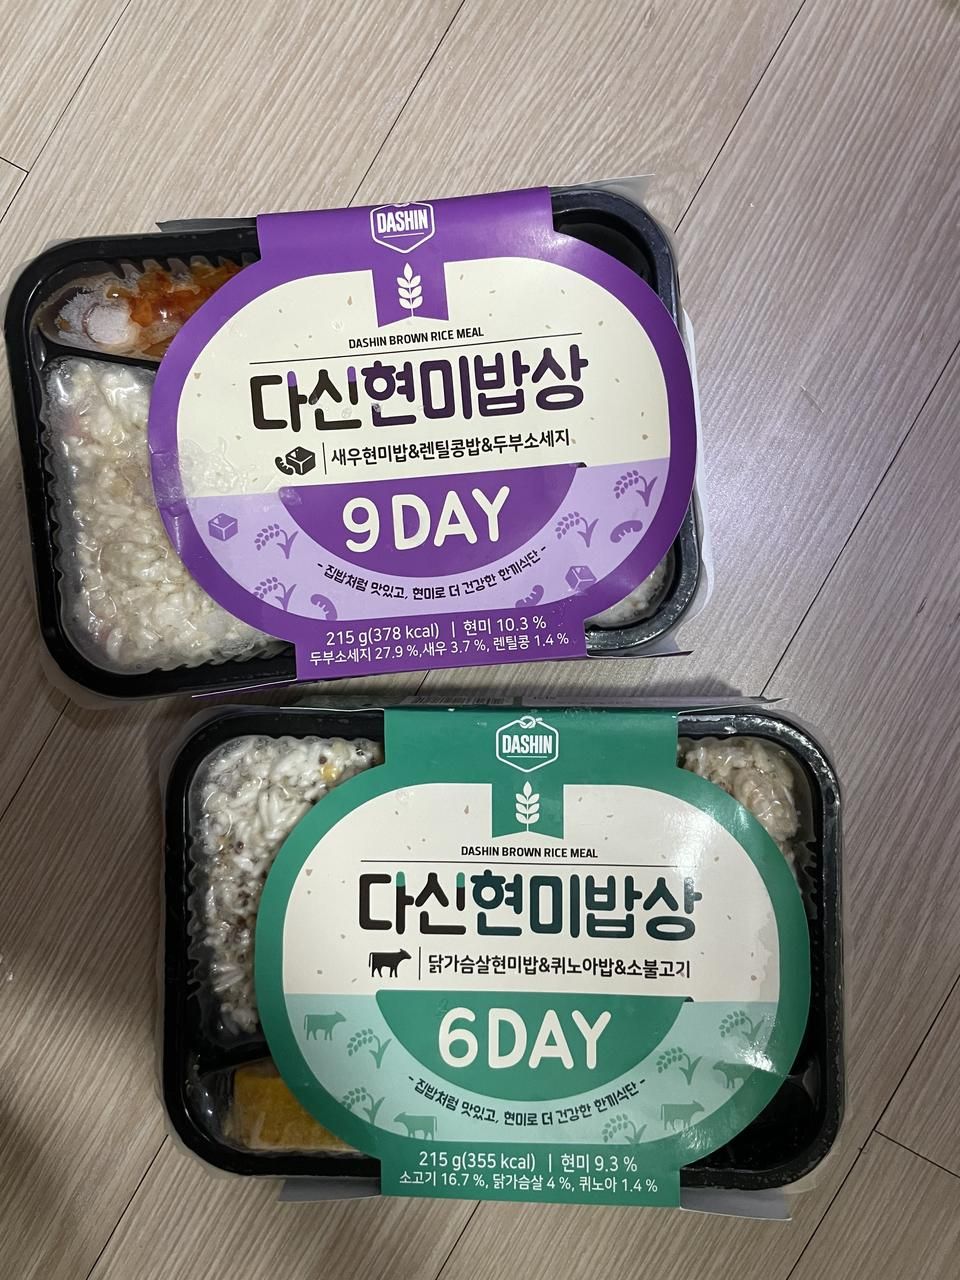 DASHIN
DASHIN BROWN RICE MEAL
다신현미밥상
새우현미밥&렌틸콩밥&두부소세지
9 DAY
- 집밥처럼 맛있고, 현미로 더 건강한 한끼식단 -
215 g(378 kcal) | 현미 10.3 %
두부소세지 27.9 %,새우 3.7 %, 렌틸콩 1.4 %
DASHIN
DASHIN BROWN RICE MEAL
다신현미밥상
닭가슴살현미밥&퀴노아밥&소불고기
6 DAY
- 집밥처럼 맛있고, 현미로 더 건강한 한끼식단 -
215 g(355 kcal) | 현미 9.3 %
소고기 16.7 %, 닭가슴살 4 %, 퀴노아 1.4 %